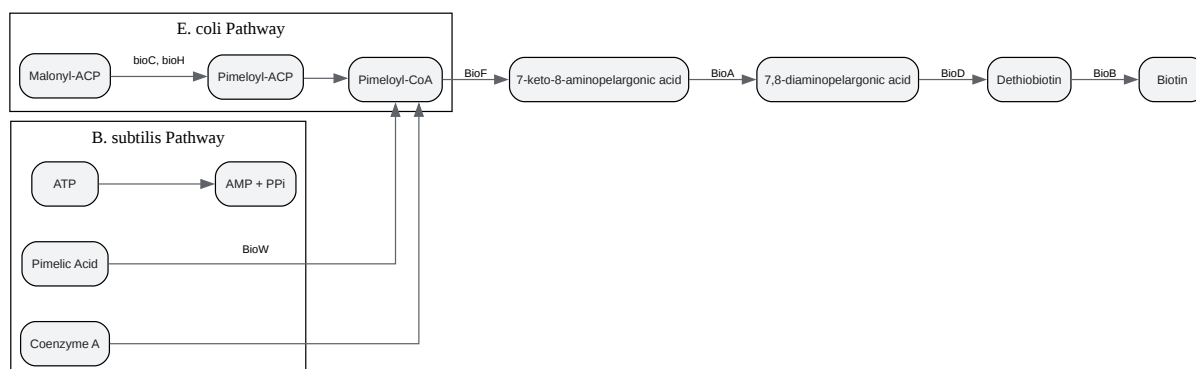 E. coli Pathway
Malonyl-ACP
bioC, bioH
Pimeloyl-ACP
Pimeloyl-CoA
BioF
7-keto-8-aminopelargonic acid
BioA
7,8-diaminopelargonic acid
BioD
Dethiobiotin
BioB
Biotin
B. subtilis Pathway
ATP
AMP + PPi
Pimelic Acid
BioW
Coenzyme A